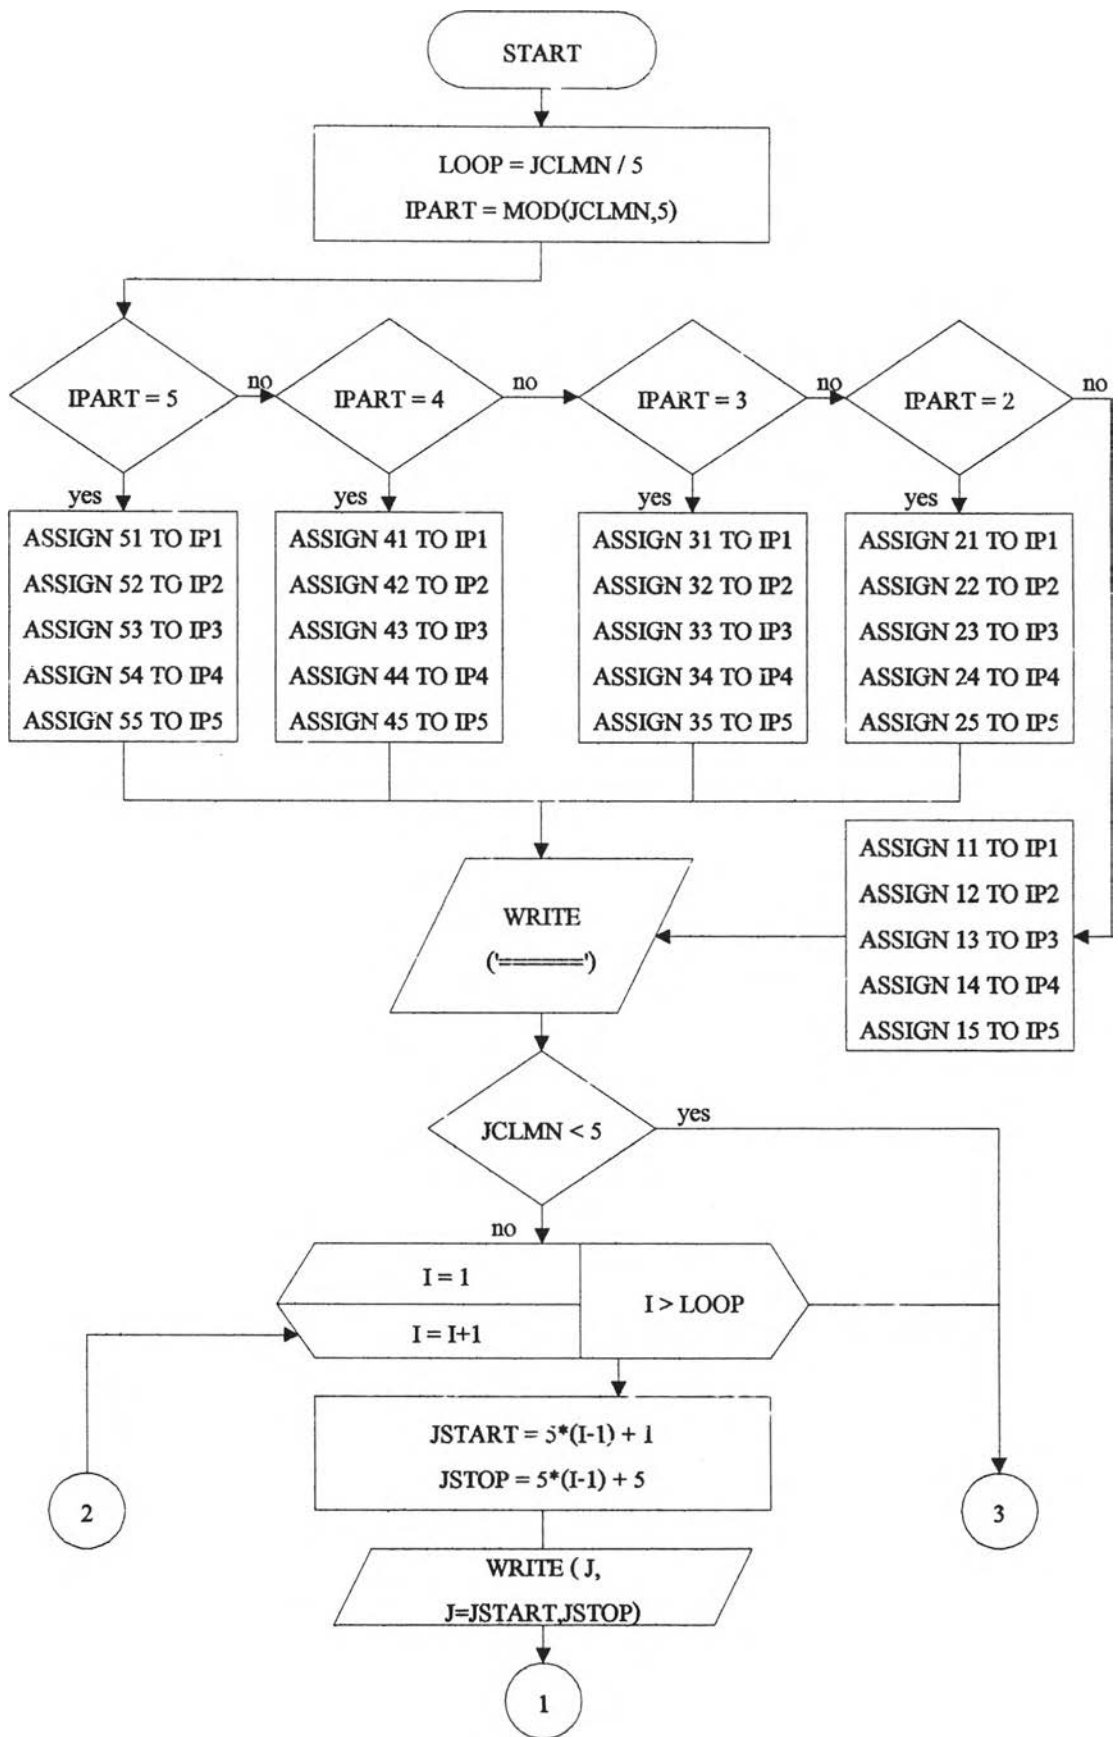 START
LOOP = JCLMN / 5
IPART = MOD(JCLMN,5)
IPART = 5
no
IPART = 4
no
IPART = 3
no
IPART = 2
no
yes
yes
yes
yes
ASSIGN 51 TO IP1
ASSIGN 52 TO IP2
ASSIGN 53 TO IP3
ASSIGN 54 TO IP4
ASSIGN 55 TO IP5
ASSIGN 41 TO IP1
ASSIGN 42 TO IP2
ASSIGN 43 TO IP3
ASSIGN 44 TO IP4
ASSIGN 45 TO IP5
ASSIGN 31 TO IP1
ASSIGN 32 TO IP2
ASSIGN 33 TO IP3
ASSIGN 34 TO IP4
ASSIGN 35 TO IP5
ASSIGN 21 TO IP1
ASSIGN 22 TO IP2
ASSIGN 23 TO IP3
ASSIGN 24 TO IP4
ASSIGN 25 TO IP5
ASSIGN 11 TO IP1
ASSIGN 12 TO IP2
ASSIGN 13 TO IP3
ASSIGN 14 TO IP4
ASSIGN 15 TO IP5
WRITE
('======')
JCLMN < 5
yes
no
I = 1
I = I+1
I > LOOP
JSTART = 5*(I-1) + 1
JSTOP = 5*(I-1) + 5
2
3
WRITE ( J,
J=JSTART,JSTOP)
1